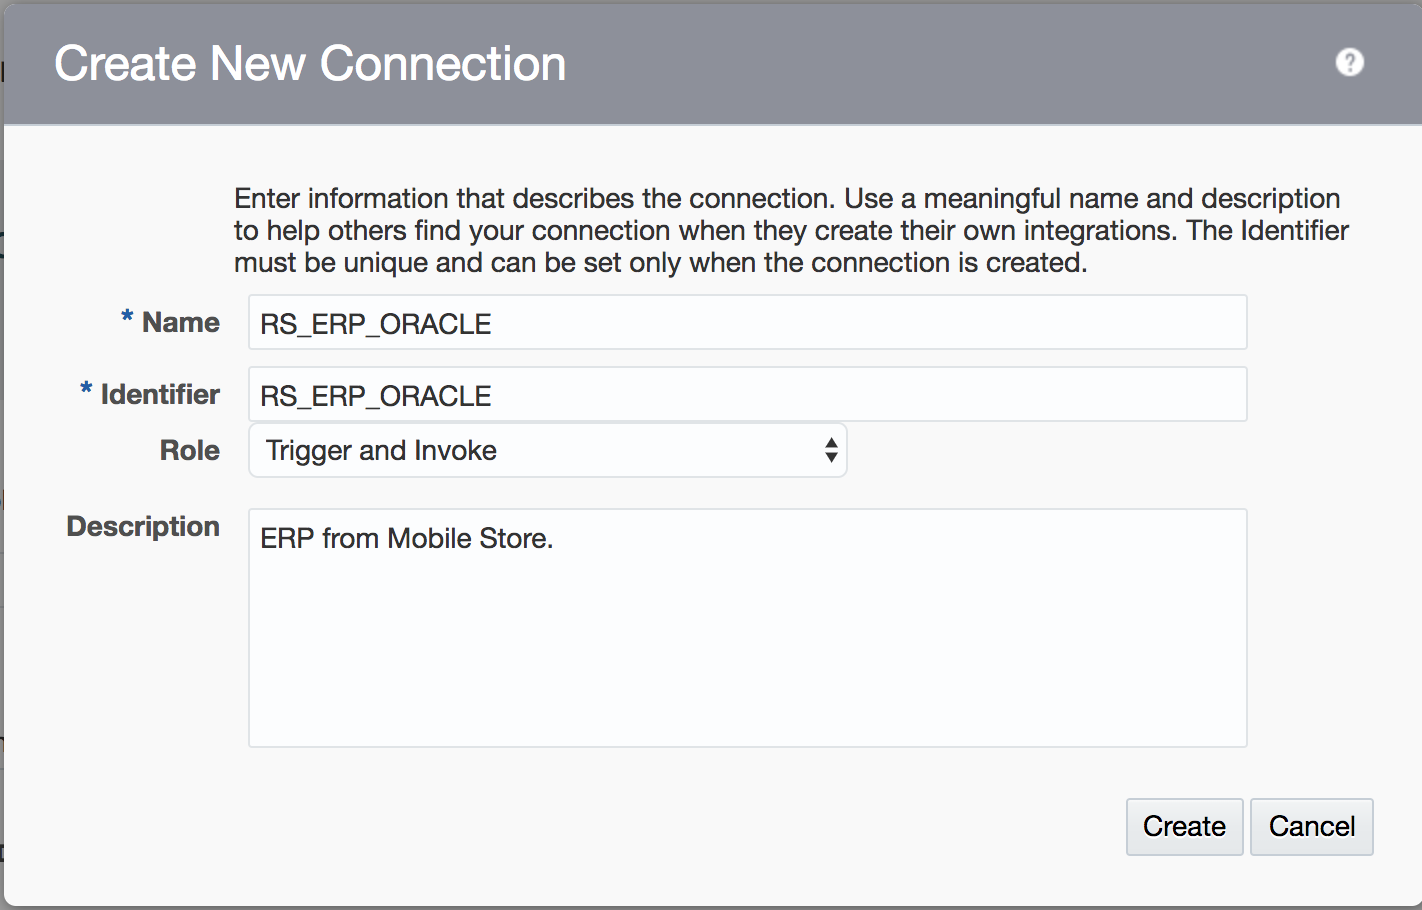 Create New Connection
?
Enter information that describes the connection. Use a meaningful name and description
to help others find your connection when they create their own integrations. The Identifier
must be unique and can be set only when the connection is created.
* Name RS_ERP_ORACLE
* Identifier RS_ERP_ORACLE
Role Trigger and Invoke
Description ERP from Mobile Store.
Create Cancel